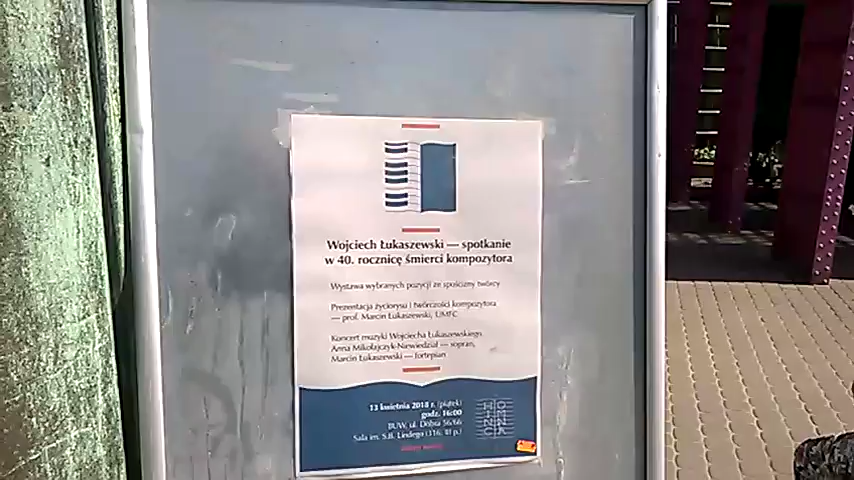 Wojciech Łukaszewski — spotkanie
w 40. rocznicę śmierci kompozytora
Wystawa wybranych pozycji ze spuścizny twórcy
Prezentacja życiorysu i twórczości kompozytora
— prof. Marcin Łukaszewski, UMFC
Koncert muzyki Wojciecha Łukaszewskiego
Anna Mikołajczyk-Niewiedział — sopran,
Marcin Łukaszewski — fortepian
13 kwietnia 2018 r. (piątek)
godz. 16:00
BUW, ul. Dobra 56/66
Sala im. S.B. Lindego (316, III p.)